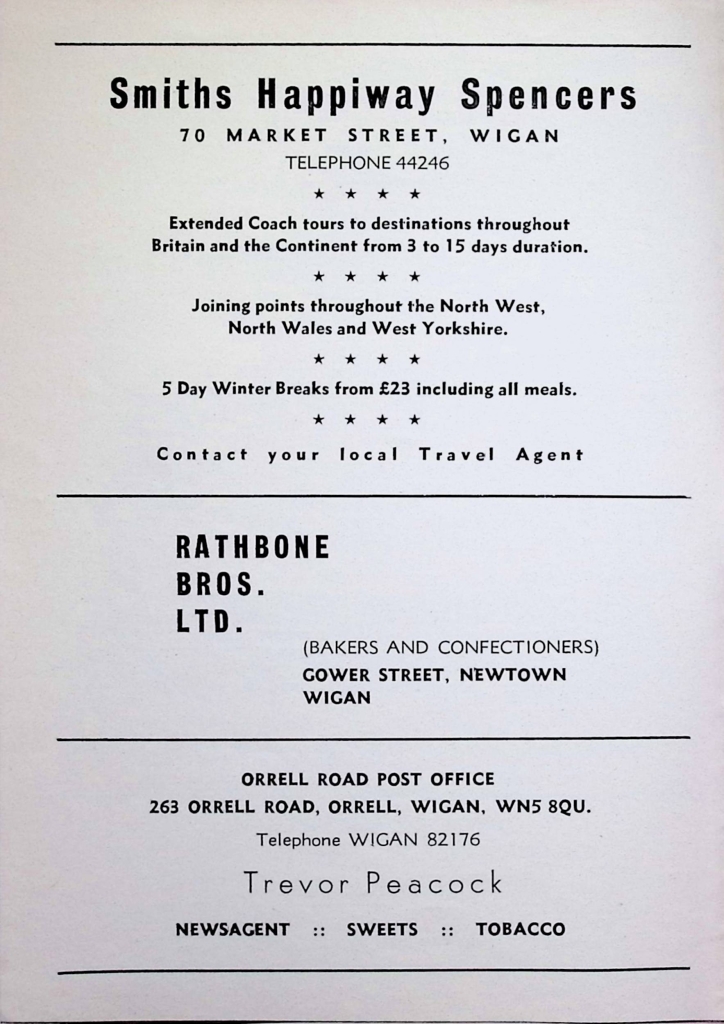 Smiths Happiway Spencers
70 MARKET STREET, WIGAN
TELEPHONE 44246
★ ★ ★ ★
Extended Coach tours to destinations throughout
Britain and the Continent from 3 to 15 days duration.
★ ★ ★ ★
Joining points throughout the North West,
North Wales and West Yorkshire.
★ ★ ★ ★
5 Day Winter Breaks from £23 including all meals.
★ ★ ★ ★
Contact your local Travel Agent
RATHBONE
BROS.
LTD.
(BAKERS AND CONFECTIONERS)
GOWER STREET, NEWTOWN
WIGAN
ORRELL ROAD POST OFFICE
263 ORRELL ROAD, ORRELL, WIGAN, WN5 8QU.
Telephone WIGAN 82176
Trevor Peacock
NEWSAGENT :: SWEETS :: TOBACCO